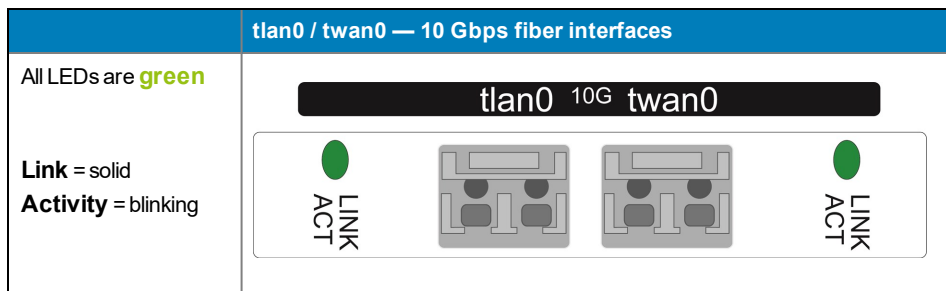 tlan0 / twan0 — 10 Gbps fiber interfaces
All LEDs are green
Link = solid
Activity = blinking
tlan0 10G twan0
LINK
ACT
LINK
ACT